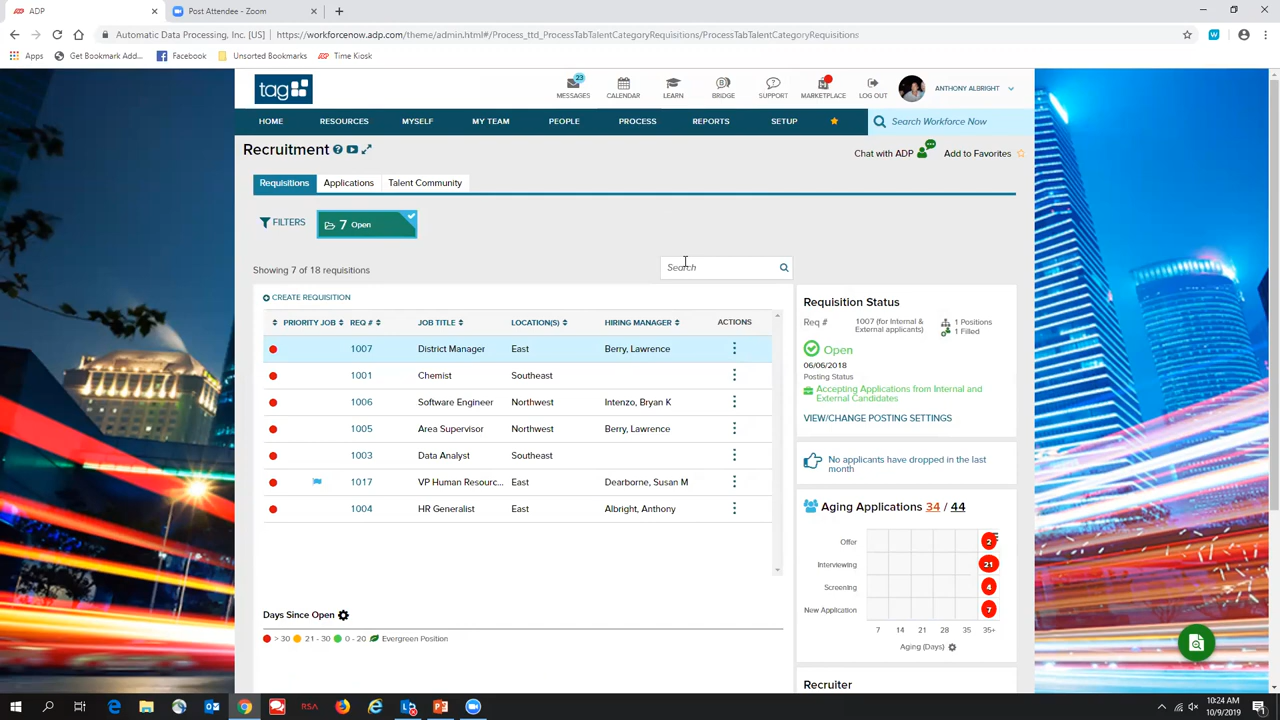 ADP
Post Attendee - Zoom
Automatic Data Processing, Inc. [US] | https://workforcenow.adp.com/theme/admin.html#/Process_ttd_ProcessTabTalentCategoryRequisitions/ProcessTabTalentCategoryRequisitions
Apps
Get Bookmark Add...
Facebook
Unsorted Bookmarks
Time Kiosk
tag
23
MESSAGES
CALENDAR
LEARN
BRIDGE
SUPPORT
MARKETPLACE
LOG OUT
ANTHONY ALBRIGHT
HOME
RESOURCES
MYSELF
MY TEAM
PEOPLE
PROCESS
REPORTS
SETUP
Search Workforce Now
Recruitment
Chat with ADP
Add to Favorites
Requisitions
Applications
Talent Community
FILTERS
7 Open
Showing 7 of 18 requisitions
Search
CREATE REQUISITION
PRIORITY JOB REQ # JOB TITLE LOCATION(S) HIRING MANAGER ACTIONS
1007 District Manager East Berry, Lawrence
1001 Chemist Southeast
1006 Software Engineer Northwest Intenzo, Bryan K
1005 Area Supervisor Northwest Berry, Lawrence
1003 Data Analyst Southeast
1017 VP Human Resourc... East Dearborne, Susan M
1004 HR Generalist East Albright, Anthony
Days Since Open
> 30 21 - 30 0 - 20 Evergreen Position
Requisition Status
Req # 1007 (for Internal &
External applicants)
1 Positions
1 Filled
Open
06/06/2018
Posting Status
Accepting Applications from Internal and
External Candidates
VIEW/CHANGE POSTING SETTINGS
No applicants have dropped in the last
month
Aging Applications 34 / 44
Offer 2
Interviewing 21
Screening 4
New Application 7
7 14 21 28 35 35+
Aging (Days)
Recruiter
RSA
10:24 AM
10/9/2019